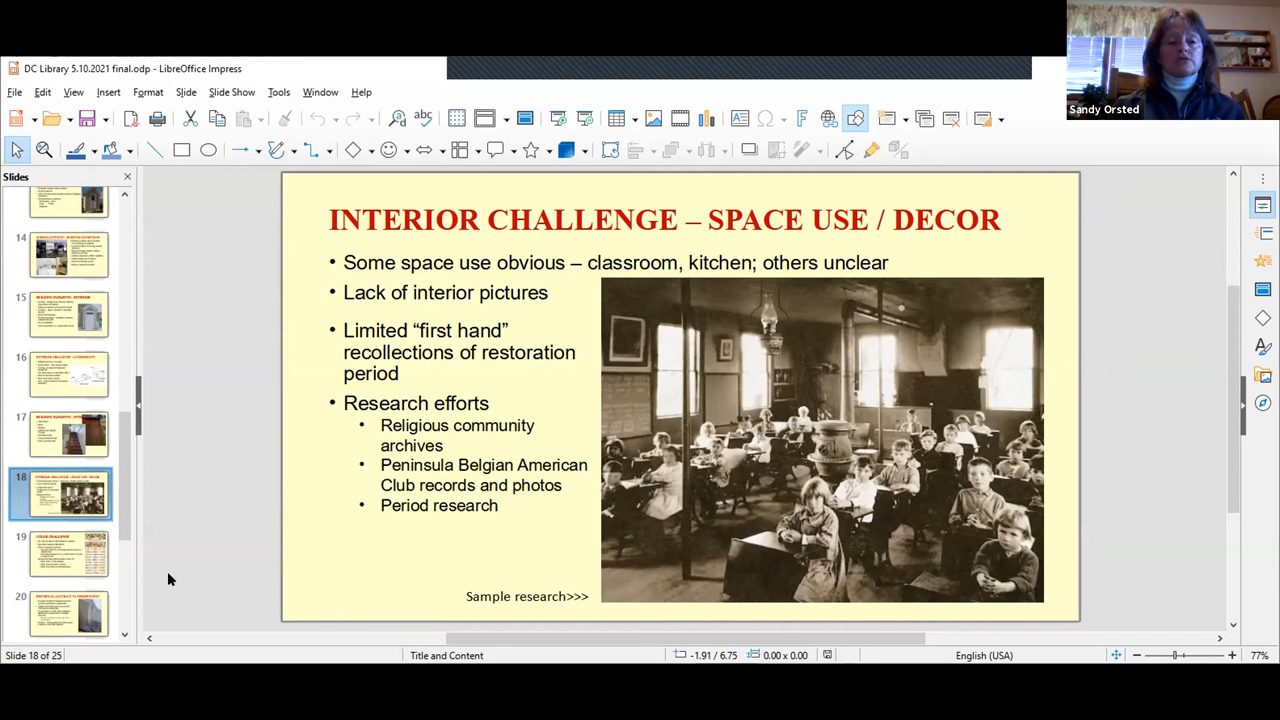 Sandy Orsted
DC Library 5.10.2021 final.odp - LibreOffice Impress
File Edit View Insert Format Slide Slide Show Tools Window Help
abc
Slides
14
15
16
17
18
19
COLOR CHALLENGE
20
INTERIOR CHALLENGE – SPACE USE / DECOR
• Some space use obvious – classroom, kitchen; others unclear
• Lack of interior pictures
• Limited “first hand”
recollections of restoration
period
• Research efforts
• Religious community
archives
• Peninsula Belgian American
Club records and photos
• Period research
Sample research>>>
Slide 18 of 25
Title and Content
-1.91 / 6.75
0.00 x 0.00
English (USA)
77%